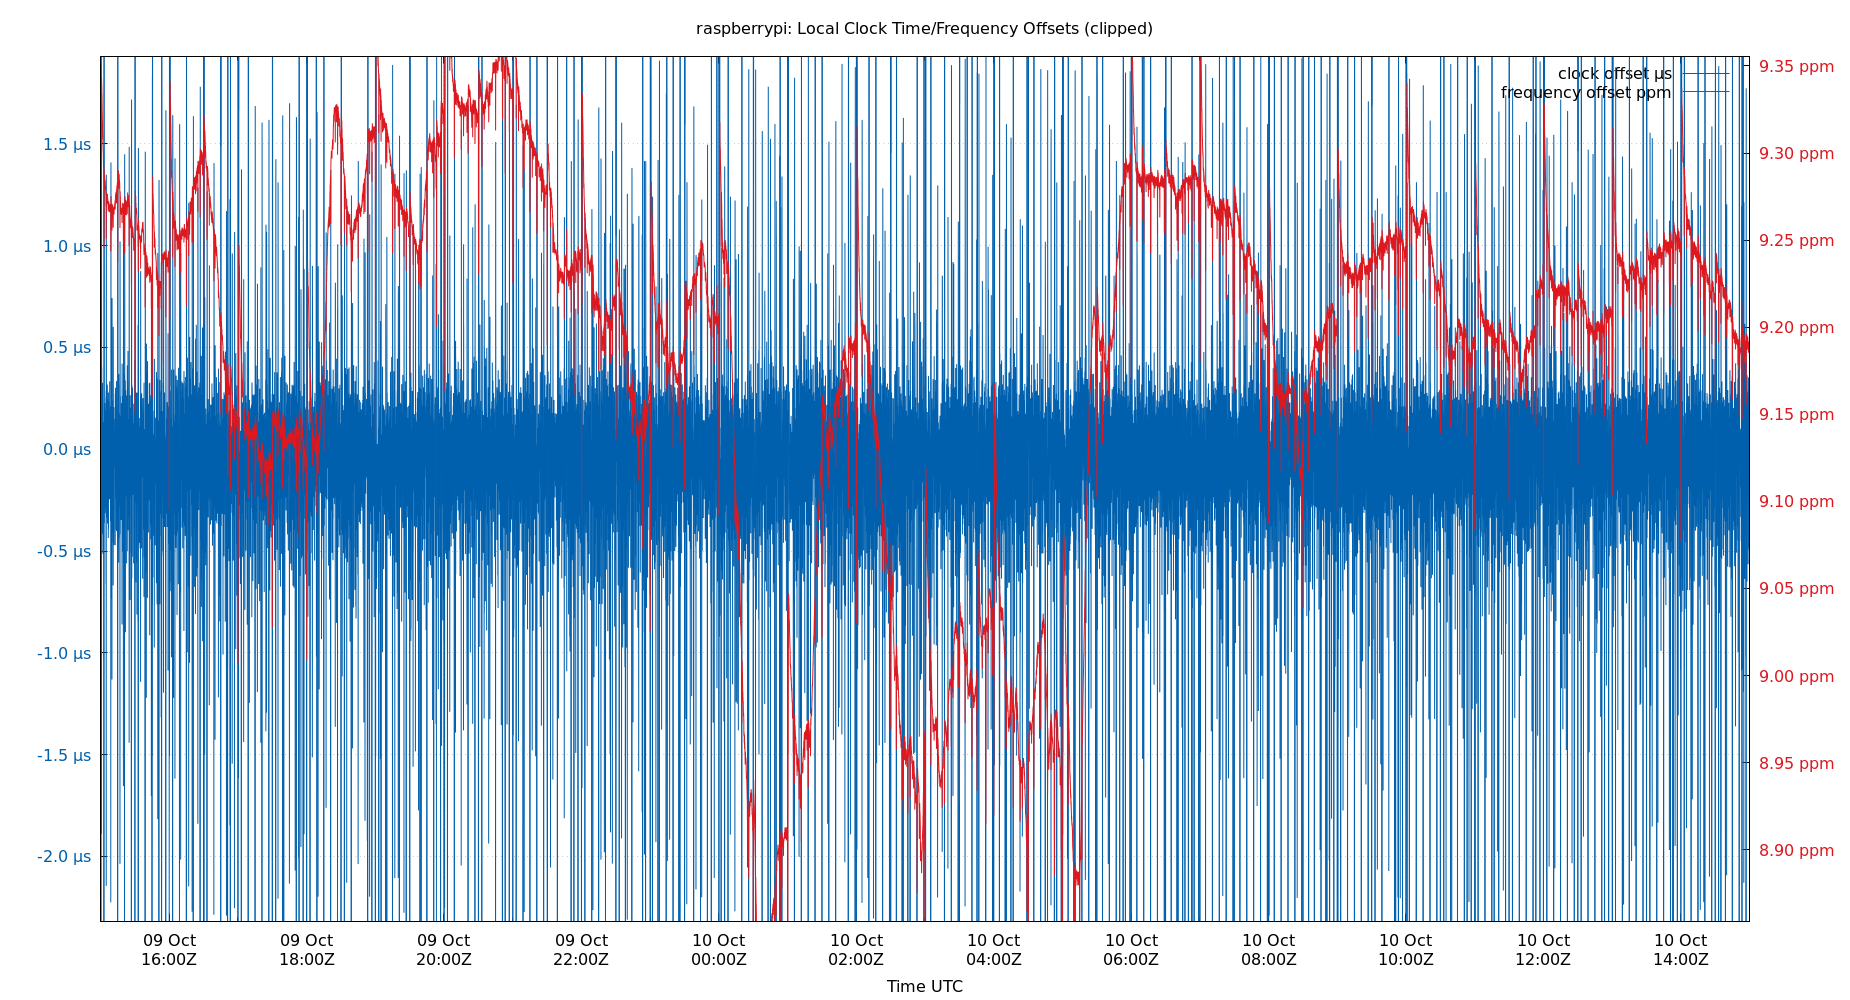 raspberrypi: Local Clock Time/Frequency Offsets (clipped)
clock offset µs
frequency offset ppm
1.5 µs
1.0 µs
0.5 µs
0.0 µs
-0.5 µs
-1.0 µs
-1.5 µs
-2.0 µs
9.35 ppm
9.30 ppm
9.25 ppm
9.20 ppm
9.15 ppm
9.10 ppm
9.05 ppm
9.00 ppm
8.95 ppm
8.90 ppm
09 Oct 09 Oct 09 Oct 09 Oct 10 Oct 10 Oct 10 Oct 10 Oct 10 Oct 10 Oct 10 Oct 10 Oct
16:00Z 18:00Z 20:00Z 22:00Z 00:00Z 02:00Z 04:00Z 06:00Z 08:00Z 10:00Z 12:00Z 14:00Z
Time UTC